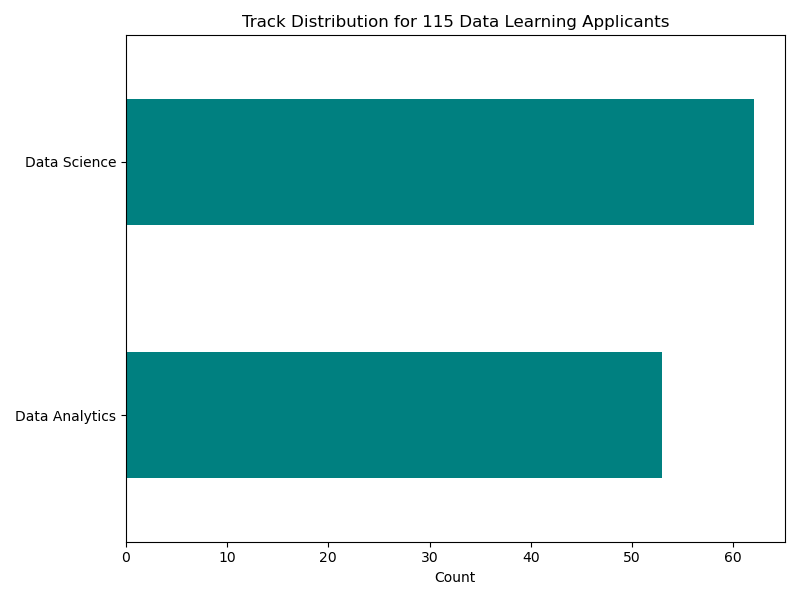 Track Distribution for 115 Data Learning Applicants
Data Science
Data Analytics
0 10 20 30 40 50 60
Count